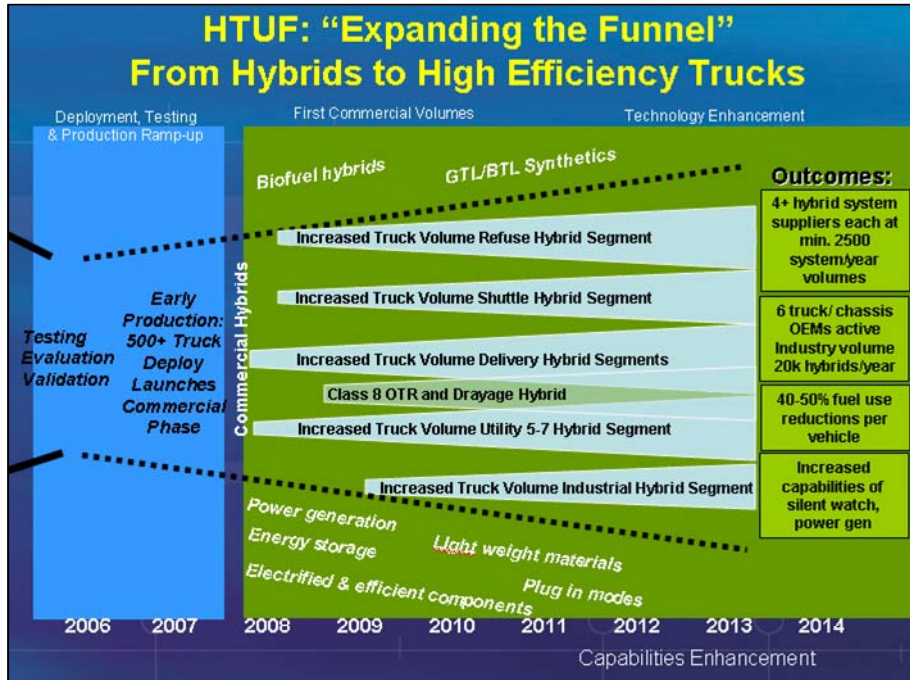 HTUF: “Expanding the Funnel”
From Hybrids to High Efficiency Trucks
Deployment, Testing
& Production Ramp-up
First Commercial Volumes
Technology Enhancement
Biofuel hybrids
GTL/BTL Synthetics
Outcomes:
4+ hybrid system
suppliers each at
min. 2500
system/year
volumes
6 truck/ chassis
OEMs active
Industry volume
20k hybrids/year
40-50% fuel use
reductions per
vehicle
Increased
capabilities of
silent watch,
power gen
Testing
Evaluation
Validation
Early
Production:
500+ Truck
Deploy
Launches
Commercial
Phase
Commercial Hybrids
Increased Truck Volume Refuse Hybrid Segment
Increased Truck Volume Shuttle Hybrid Segment
Increased Truck Volume Delivery Hybrid Segments
Class 8 OTR and Drayage Hybrid
Increased Truck Volume Utility 5-7 Hybrid Segment
Increased Truck Volume Industrial Hybrid Segment
Power generation
Energy storage
Light weight materials
Electrified & efficient components
Plug in modes
2006 2007 2008 2009 2010 2011 2012 2013 2014
Capabilities Enhancement